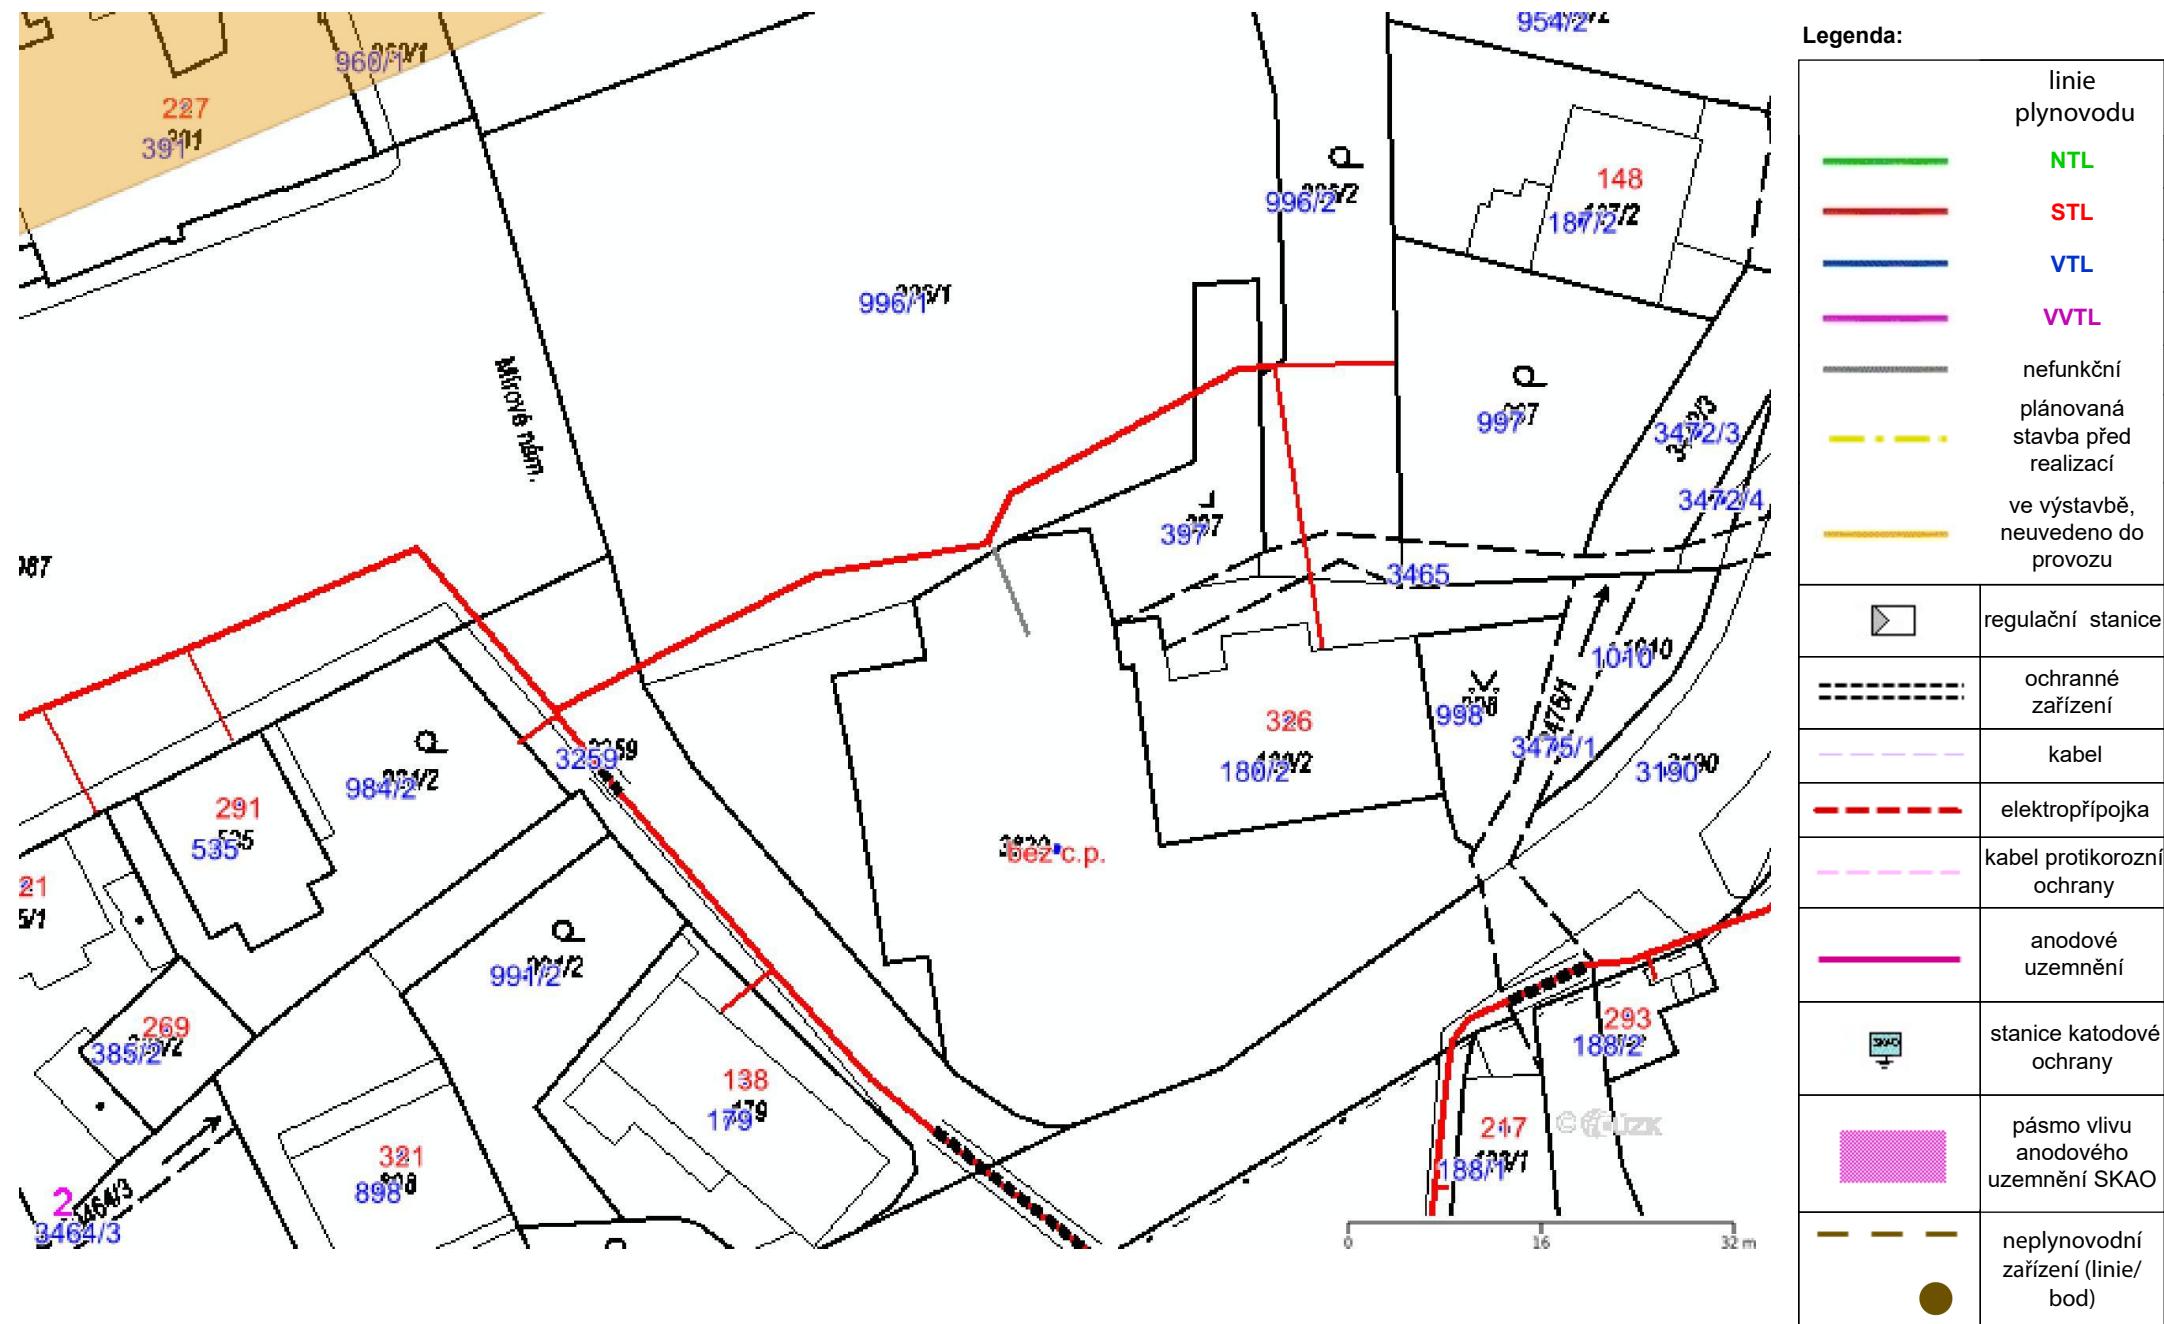 954/2
960/1
227
391
996/2
148
187/2
996/1
Mírové nám.
997
3472/3
3472/4
397
3465
1010
3475/1
998
326
180/2
3190
3259
984/2
291
535
21
5/1
bez č.p.
991/2
269
385/2
138
179
293
188/2
217
188/1
321
898
2
3464/3
0 16 32 m
Legenda:
linie
plynovodu
NTL
STL
VTL
VVTL
nefunkční
plánovaná
stavba před
realizací
ve výstavbě,
neuvedeno do
provozu
regulační stanice
ochranné
zařízení
kabel
elektropřípojka
kabel protikorozní
ochrany
anodové
uzemnění
SKAO
stanice katodové
ochrany
pásmo vlivu
anodového
uzemnění SKAO
neplynovodní
zařízení (linie/
bod)